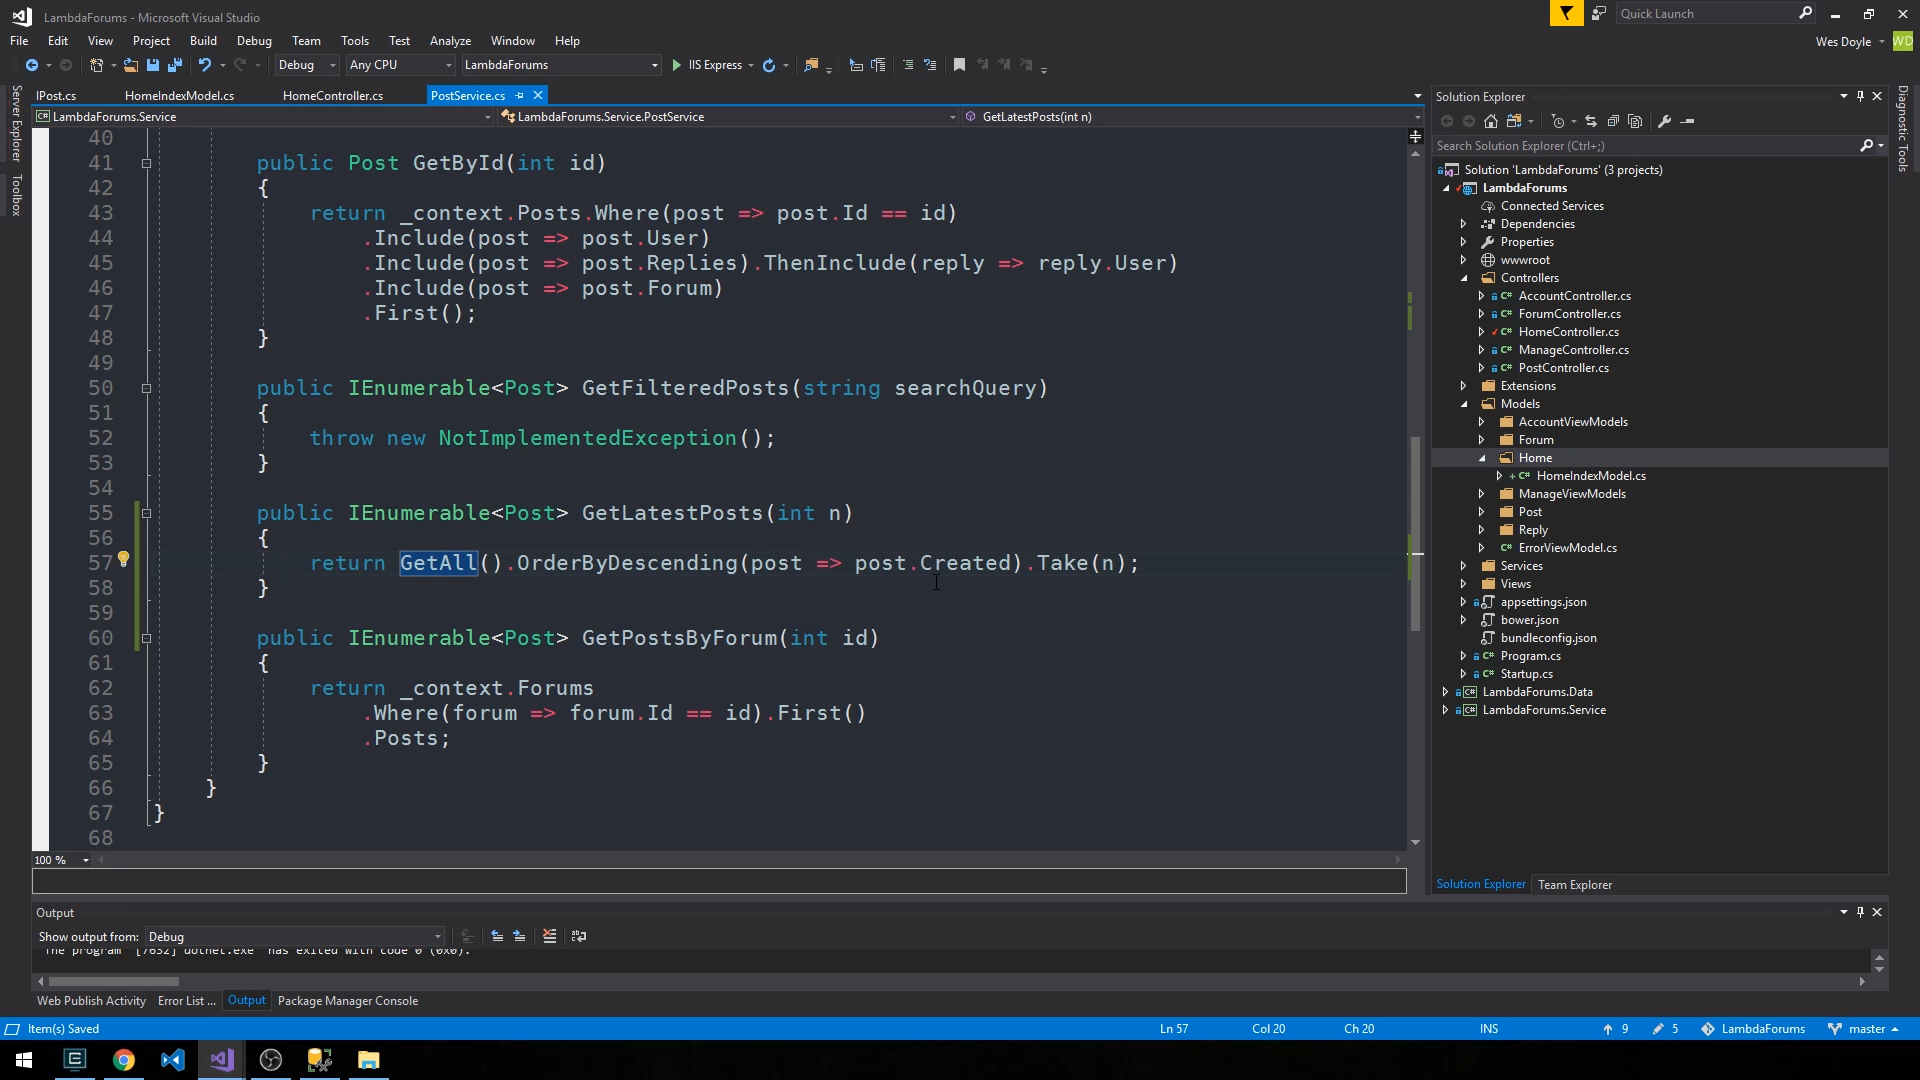 LambdaForums - Microsoft Visual Studio
Quick Launch
File Edit View Project Build Debug Team Tools Test Analyze Window Help
Wes Doyle WD
Debug Any CPU LambdaForums IIS Express
Server Explorer
Toolbox
IPost.cs HomeIndexModel.cs HomeController.cs PostService.cs
LambdaForums.Service LambdaForums.Service.PostService GetLatestPosts(int n)
40
41 public Post GetById(int id)
42 {
43 return _context.Posts.Where(post => post.Id == id)
44 .Include(post => post.User)
45 .Include(post => post.Replies).ThenInclude(reply => reply.User)
46 .Include(post => post.Forum)
47 .First();
48 }
49
50 public IEnumerable<Post> GetFilteredPosts(string searchQuery)
51 {
52 throw new NotImplementedException();
53 }
54
55 public IEnumerable<Post> GetLatestPosts(int n)
56 {
57 return GetAll().OrderByDescending(post => post.Created).Take(n);
58 }
59
60 public IEnumerable<Post> GetPostsByForum(int id)
61 {
62 return _context.Forums
63 .Where(forum => forum.Id == id).First()
64 .Posts;
65 }
66 }
67 }
68
100 %
Solution Explorer
Search Solution Explorer (Ctrl+;)
Solution 'LambdaForums' (3 projects)
LambdaForums
Connected Services
Dependencies
Properties
wwwroot
Controllers
C# AccountController.cs
C# ForumController.cs
C# HomeController.cs
C# ManageController.cs
C# PostController.cs
Extensions
Models
AccountViewModels
Forum
Home
C# HomeIndexModel.cs
ManageViewModels
Post
Reply
C# ErrorViewModel.cs
Services
Views
appsettings.json
bower.json
bundleconfig.json
C# Program.cs
C# Startup.cs
LambdaForums.Data
LambdaForums.Service
Solution Explorer Team Explorer
Diagnostic Tools
Output
Show output from: Debug
The program '[7652] dotnet.exe' has exited with code 0 (0x0).
Web Publish Activity Error List ... Output Package Manager Console
Item(s) Saved Ln 57 Col 20 Ch 20 INS 9 5 LambdaForums master